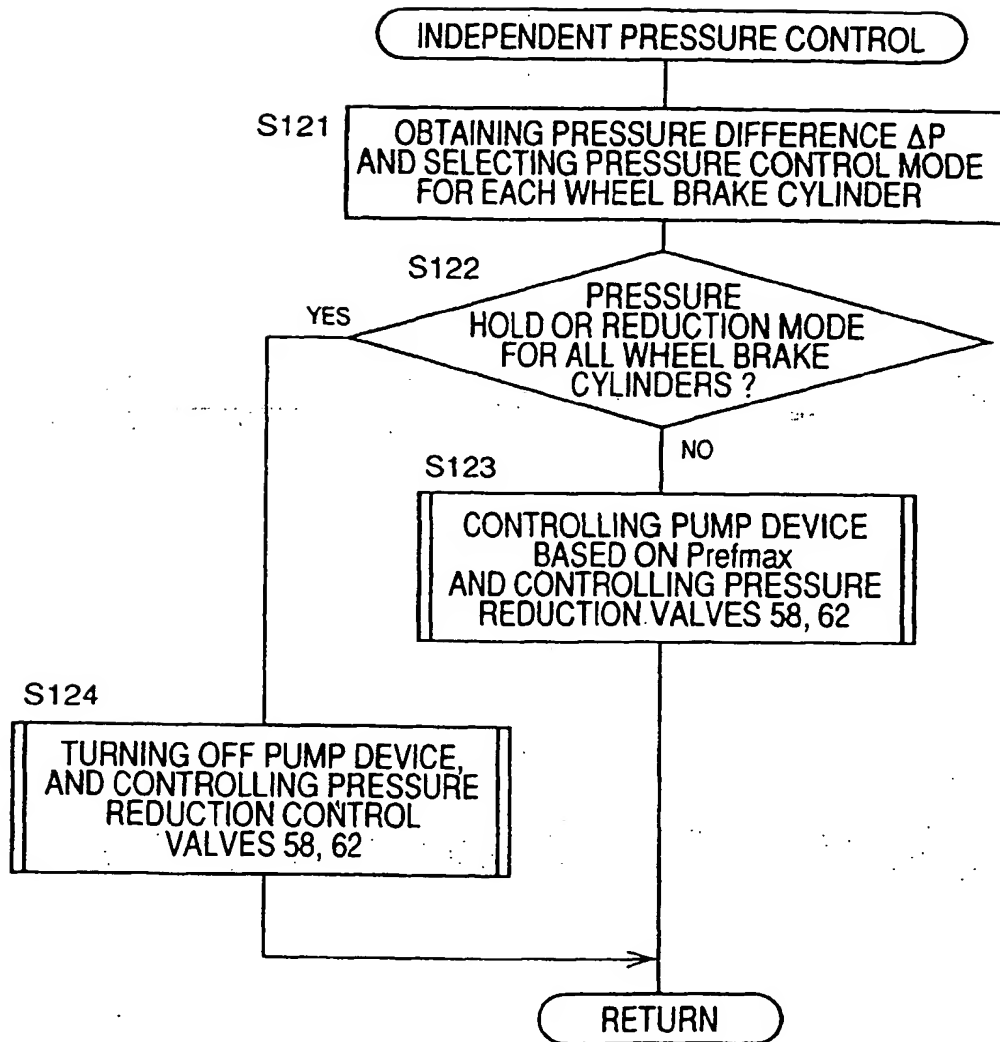 INDEPENDENT PRESSURE CONTROL
S121
OBTAINING PRESSURE DIFFERENCE ΔP
AND SELECTING PRESSURE CONTROL MODE
FOR EACH WHEEL BRAKE CYLINDER
S122
PRESSURE
HOLD OR REDUCTION MODE
FOR ALL WHEEL BRAKE
CYLINDERS ?
YES
NO
S123
CONTROLLING PUMP DEVICE
BASED ON Prefmax
AND CONTROLLING PRESSURE
REDUCTION VALVES 58, 62
S124
TURNING OFF PUMP DEVICE,
AND CONTROLLING PRESSURE
REDUCTION CONTROL
VALVES 58, 62
RETURN